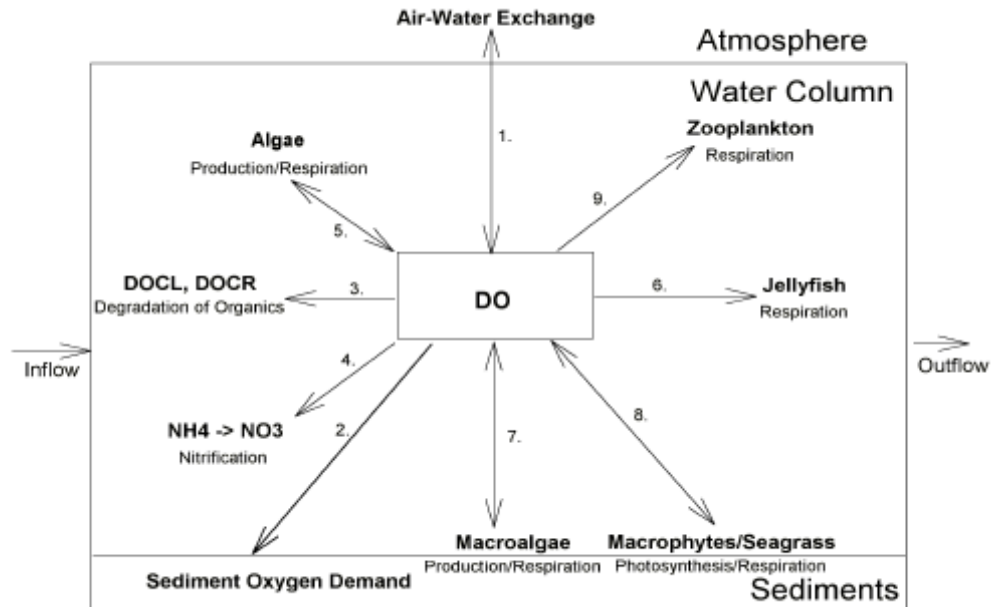 Air-Water Exchange
Atmosphere
Water Column
1.
Algae
Production/Respiration
Zooplankton
Respiration
9.
5.
DOCL, DOCR
Degradation of Organics
3.
DO
6.
Jellyfish
Respiration
Inflow
Outflow
4.
NH4 -> NO3
Nitrification
2.
7.
8.
Macroalgae
Production/Respiration
Macrophytes/Seagrass
Photosynthesis/Respiration
Sediment Oxygen Demand
Sediments